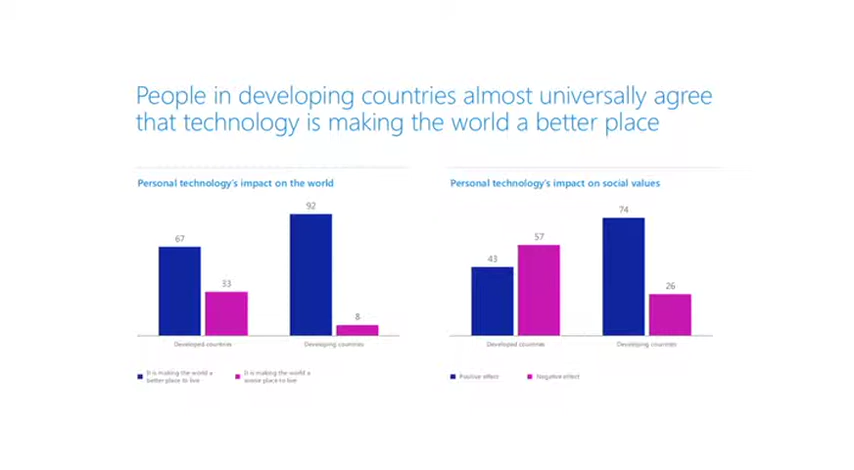 People in developing countries almost universally agree
that technology is making the world a better place
Personal technology's impact on the world
67
33
92
8
Developed countries
Developing countries
It is making the world a
better place to live
It is making the world a
worse place to live
Personal technology's impact on social values
43
57
74
26
Developed countries
Developing countries
Positive effect
Negative effect